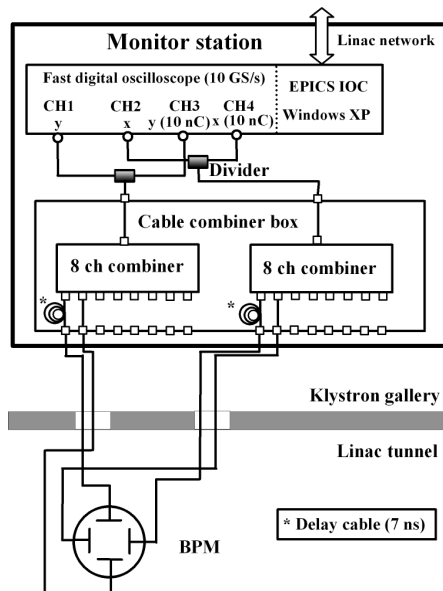 Monitor station
Linac network
Fast digital oscilloscope (10 GS/s)
EPICS IOC
Windows XP
CH1
CH2
CH3
CH4
y
x
y (10 nC)
x (10 nC)
Divider
Cable combiner box
8 ch combiner
8 ch combiner
*
*
Klystron gallery
Linac tunnel
BPM
* Delay cable (7 ns)